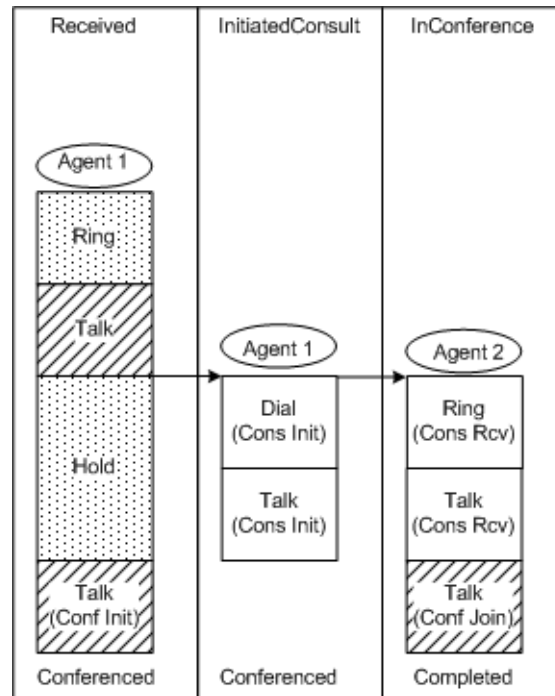 Received
InitiatedConsult
InConference
Agent 1
Ring
Talk
Hold
Talk
(Conf Init)
Agent 1
Dial
(Cons Init)
Talk
(Cons Init)
Agent 2
Ring
(Cons Rcv)
Talk
(Cons Rcv)
Talk
(Conf Join)
Conferenced
Conferenced
Completed